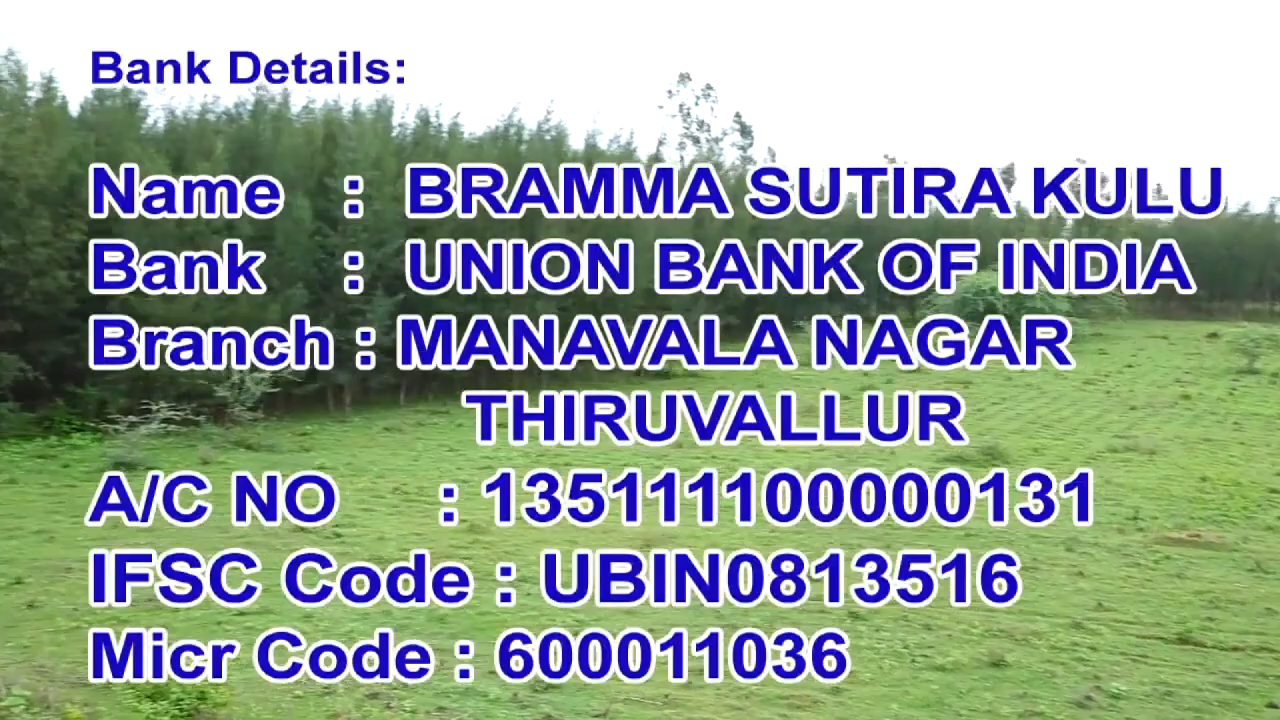 Bank Details:
Name : BRAMMA SUTIRA KULU
Bank : UNION BANK OF INDIA
Branch : MANAVALA NAGAR
THIRUVALLUR
A/C NO : 135111100000131
IFSC Code : UBIN0813516
Micr Code : 600011036